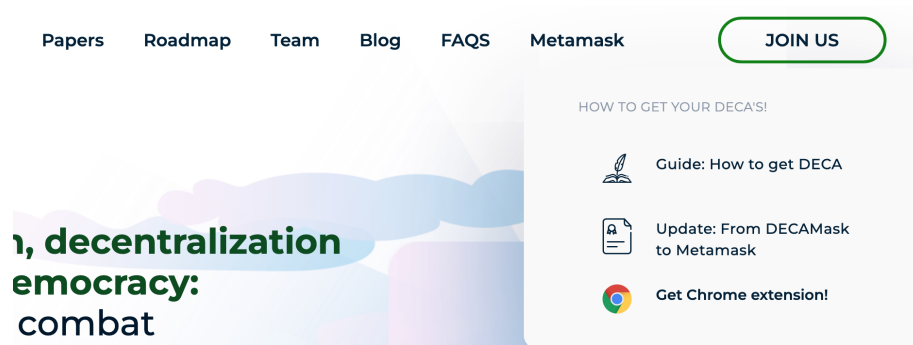 Papers Roadmap Team Blog FAQS Metamask JOIN US
HOW TO GET YOUR DECA'S!
Guide: How to get DECA
Update: From DECAMask
to Metamask
Get Chrome extension!
decentralization
emocracy:
combat